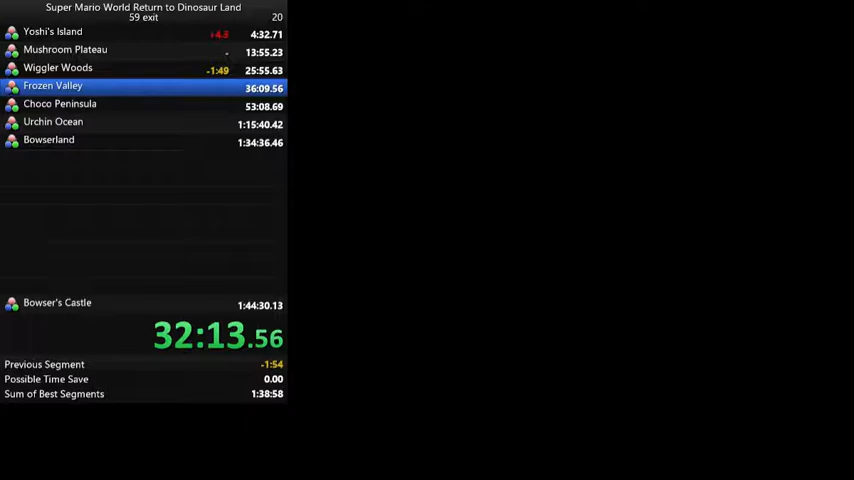 Super Mario World Return to Dinosaur Land
59 exit 20
Yoshi's Island +4.3 4:32.71
Mushroom Plateau - 13:55.23
Wiggler Woods -1:49 25:55.63
Frozen Valley 36:09.56
Choco Peninsula 53:08.69
Urchin Ocean 1:15:40.42
Bowserland 1:34:36.46
Bowser's Castle 1:44:30.13
32:13.56
Previous Segment -1:54
Possible Time Save 0.00
Sum of Best Segments 1:38:58